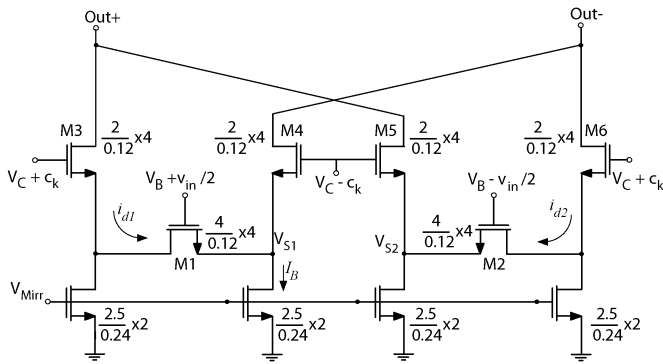 Out+ Out-
M3 2/0.12 x4 2/0.12 x4 M4 M5 2/0.12 x4 2/0.12 x4 M6
V_C + c_k V_B + v_in /2 V_C - c_k V_B - v_in /2 V_C + c_k
i_d1 4/0.12 x4 V_S1 V_S2 4/0.12 x4 i_d2
M1 I_B M2
V_Mirr
2.5/0.24 x2 2.5/0.24 x2 2.5/0.24 x2 2.5/0.24 x2